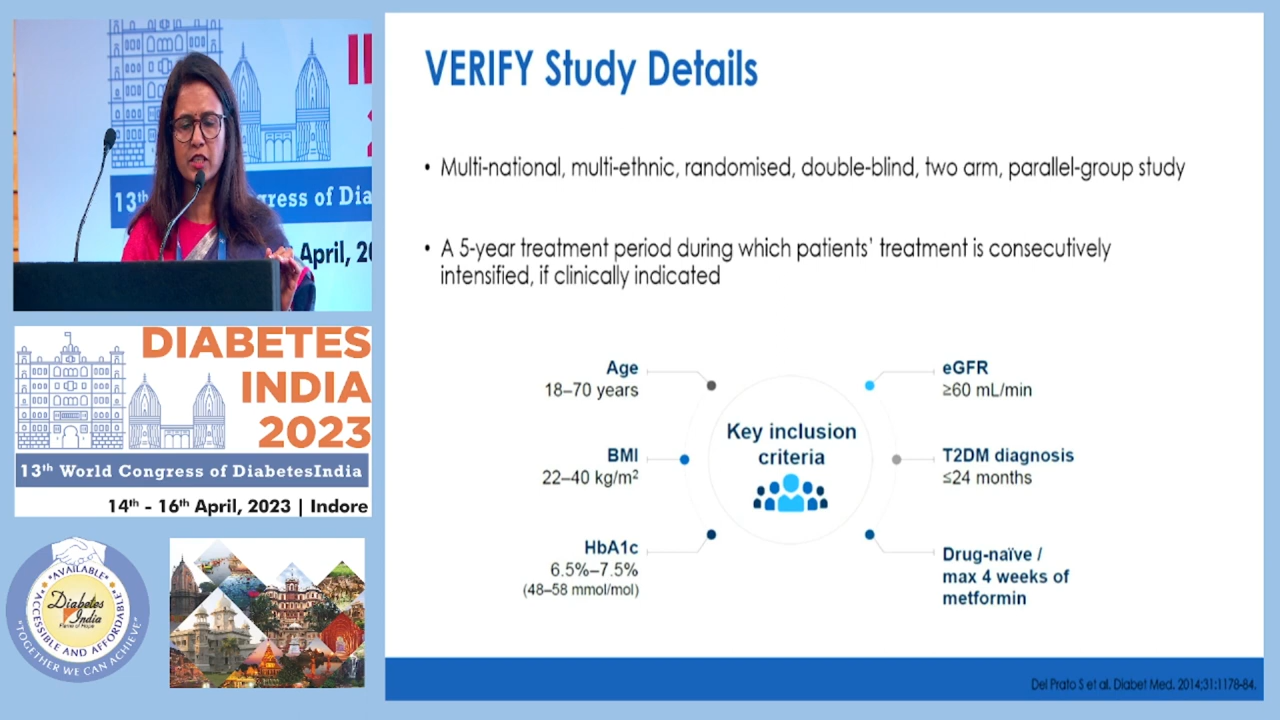 II
13th
gress of Dia
April, 20
DIABETES
INDIA
2023
13th World Congress of DiabetesIndia
14th - 16th April, 2023 | Indore
"AVAILABLE"
"ACCESSIBLE AND AFFORDABLE"
Diabetes
India
"TOGETHER WE CAN ACHIEVE"
VERIFY Study Details
• Multi-national, multi-ethnic, randomised, double-blind, two arm, parallel-group study
• A 5-year treatment period during which patients' treatment is consecutively
intensified, if clinically indicated
Key inclusion
criteria
Age
18–70 years
BMI
22–40 kg/m²
HbA1c
6.5%–7.5%
(48–58 mmol/mol)
eGFR
≥60 mL/min
T2DM diagnosis
≤24 months
Drug-naïve /
max 4 weeks of
metformin
Del Prato S et al. Diabet Med. 2014;31:1178-84.